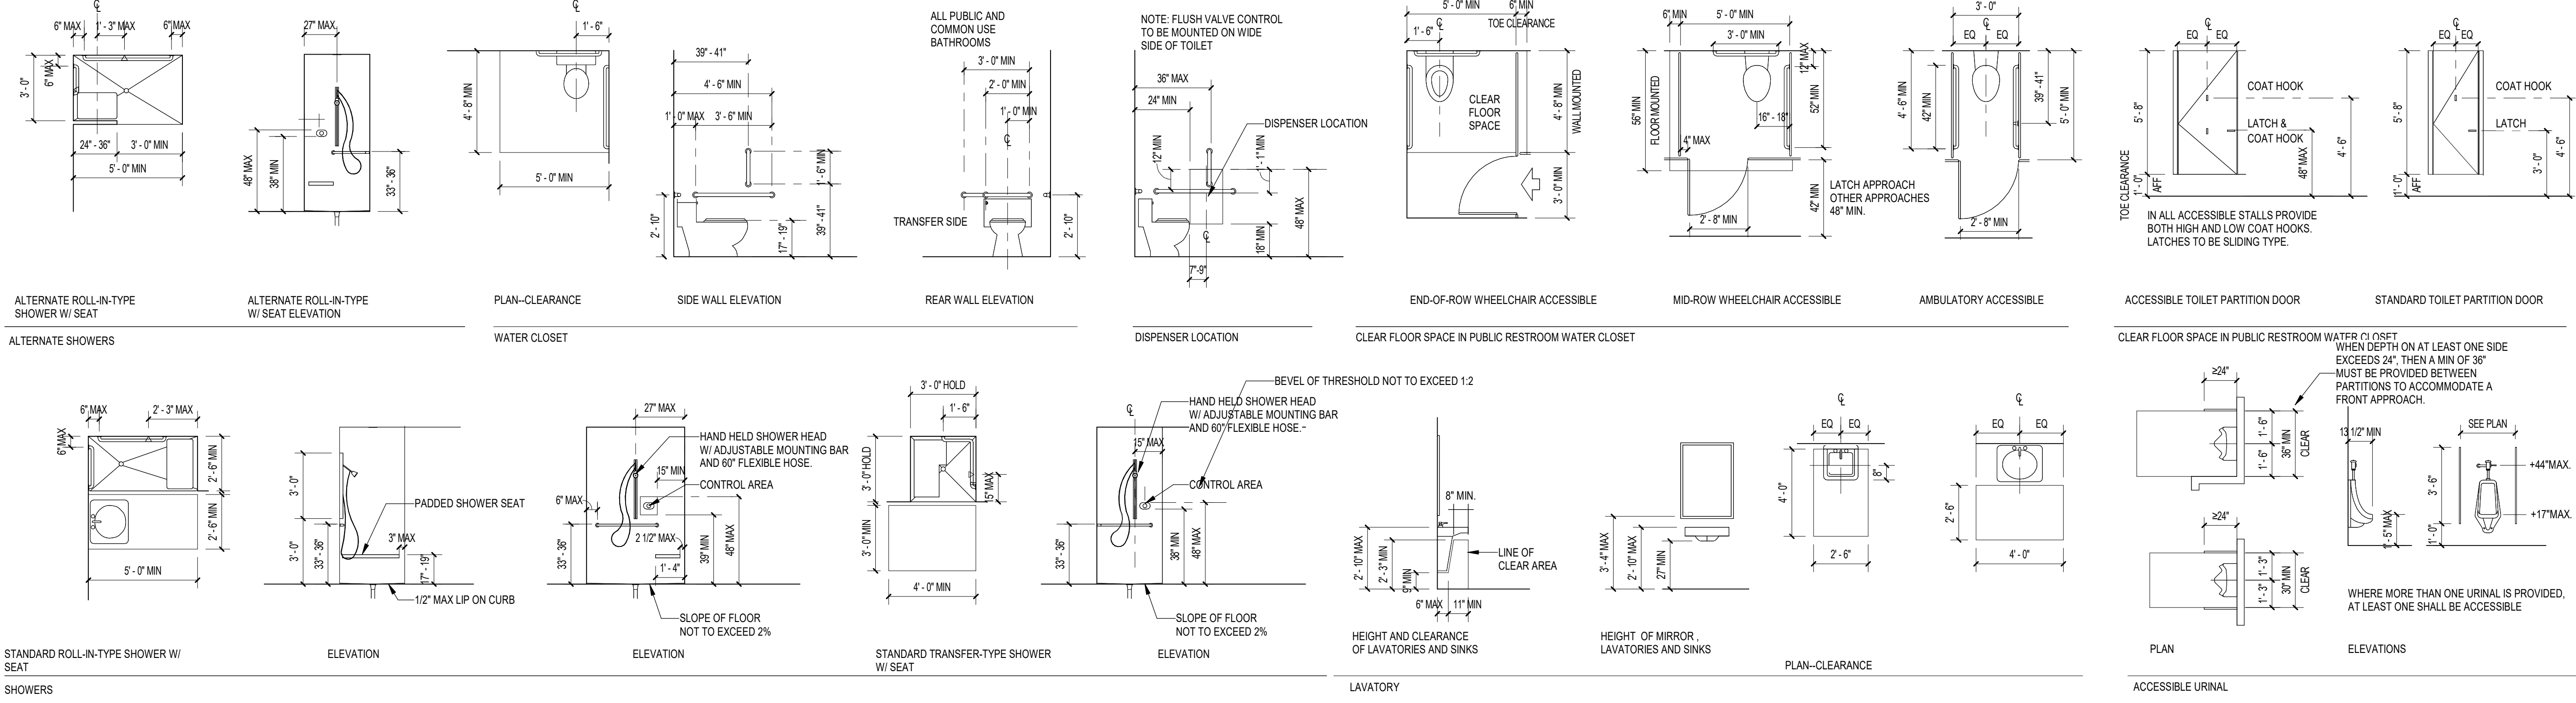 ℄
6" MAX
1' - 3" MAX
6" MAX
3' - 0"
6" MAX
24" - 36"
3' - 0" MIN
5' - 0" MIN
ALTERNATE ROLL-IN-TYPE
SHOWER W/ SEAT
27" MAX
48" MAX
38" MIN
33" - 36"
ALTERNATE ROLL-IN-TYPE
W/ SEAT ELEVATION
ALTERNATE SHOWERS
℄
1' - 6"
4' - 8" MIN
5' - 0" MIN
PLAN--CLEARANCE
39" - 41"
4' - 6" MIN
1' - 0" MAX
3' - 6" MIN
1' - 6" MIN
39" - 41"
17" - 19"
2' - 10"
SIDE WALL ELEVATION
ALL PUBLIC AND
COMMON USE
BATHROOMS
3' - 0" MIN
2' - 0" MIN
1' - 0" MIN
℄
TRANSFER SIDE
2' - 10"
REAR WALL ELEVATION
WATER CLOSET
NOTE: FLUSH VALVE CONTROL
TO BE MOUNTED ON WIDE
SIDE OF TOILET
36" MAX
24" MIN
DISPENSER LOCATION
12" MIN
1' - 1" MIN
48" MAX
18" MIN
℄
7"-9"
DISPENSER LOCATION
5' - 0" MIN
6" MIN
℄
TOE CLEARANCE
1' - 6"
CLEAR
FLOOR
SPACE
4' - 8" MIN
WALL MOUNTED
3' - 0" MIN
END-OF-ROW WHEELCHAIR ACCESSIBLE
6" MIN
5' - 0" MIN
3' - 0" MIN
12" MAX
56" MIN
FLOOR MOUNTED
52" MIN
16" - 18"
4" MAX
42" MIN
2' - 8" MIN
LATCH APPROACH
OTHER APPROACHES
48" MIN.
MID-ROW WHEELCHAIR ACCESSIBLE
3' - 0"
℄
EQ
EQ
4' - 6" MIN
42" MIN
39" - 41"
5' - 0" MIN
2' - 8" MIN
AMBULATORY ACCESSIBLE
CLEAR FLOOR SPACE IN PUBLIC RESTROOM WATER CLOSET
℄
EQ
EQ
5' - 8"
COAT HOOK
LATCH &
COAT HOOK
48" MAX
4' - 6"
TOE CLEARANCE
1' - 0"
AFF
IN ALL ACCESSIBLE STALLS PROVIDE
BOTH HIGH AND LOW COAT HOOKS.
LATCHES TO BE SLIDING TYPE.
ACCESSIBLE TOILET PARTITION DOOR
℄
EQ
EQ
5' - 8"
COAT HOOK
LATCH
3' - 0"
4' - 6"
1' - 0"
AFF
STANDARD TOILET PARTITION DOOR
CLEAR FLOOR SPACE IN PUBLIC RESTROOM WATER CLOSET
6" MAX
2' - 3" MAX
6" MAX
2' - 6" MIN
2' - 6" MIN
5' - 0" MIN
STANDARD ROLL-IN-TYPE SHOWER W/
SEAT
3' - 0"
3' - 0"
33" - 36"
PADDED SHOWER SEAT
3" MAX
17" - 19"
1/2" MAX LIP ON CURB
ELEVATION
27" MAX
HAND HELD SHOWER HEAD
W/ ADJUSTABLE MOUNTING BAR
AND 60" FLEXIBLE HOSE.
15" MIN
CONTROL AREA
6" MAX
2 1/2" MAX
33" - 36"
39" MIN
48" MAX
1' - 4"
SLOPE OF FLOOR
NOT TO EXCEED 2%
ELEVATION
3' - 0" HOLD
1' - 6"
3' - 0" HOLD
15" MAX
3' - 0" MIN
4' - 0" MIN
STANDARD TRANSFER-TYPE SHOWER
W/ SEAT
BEVEL OF THRESHOLD NOT TO EXCEED 1:2
℄
HAND HELD SHOWER HEAD
W/ ADJUSTABLE MOUNTING BAR
AND 60" FLEXIBLE HOSE.
15" MAX
CONTROL AREA
33" - 36"
38" MIN
48" MAX
SLOPE OF FLOOR
NOT TO EXCEED 2%
ELEVATION
SHOWERS
8" MIN.
2' - 10" MAX
2' - 3" MIN
9" MIN
LINE OF
CLEAR AREA
6" MAX
11" MIN
HEIGHT AND CLEARANCE
OF LAVATORIES AND SINKS
3' - 4" MAX
2' - 10" MAX
27" MIN
HEIGHT OF MIRROR ,
LAVATORIES AND SINKS
℄
EQ
EQ
8"
4' - 0"
2' - 6"
PLAN--CLEARANCE
℄
EQ
EQ
2' - 6"
4' - 0"
LAVATORY
WHEN DEPTH ON AT LEAST ONE SIDE
EXCEEDS 24", THEN A MIN OF 36"
MUST BE PROVIDED BETWEEN
PARTITIONS TO ACCOMMODATE A
FRONT APPROACH.
≥24"
1' - 6"
1' - 6"
36" MIN
CLEAR
≥24"
1' - 3"
1' - 3"
30" MIN
CLEAR
PLAN
13 1/2" MIN
SEE PLAN
+44"MAX.
3' - 6"
+17"MAX.
1' - 5" MAX
1' - 0"
WHERE MORE THAN ONE URINAL IS PROVIDED,
AT LEAST ONE SHALL BE ACCESSIBLE
ELEVATIONS
ACCESSIBLE URINAL